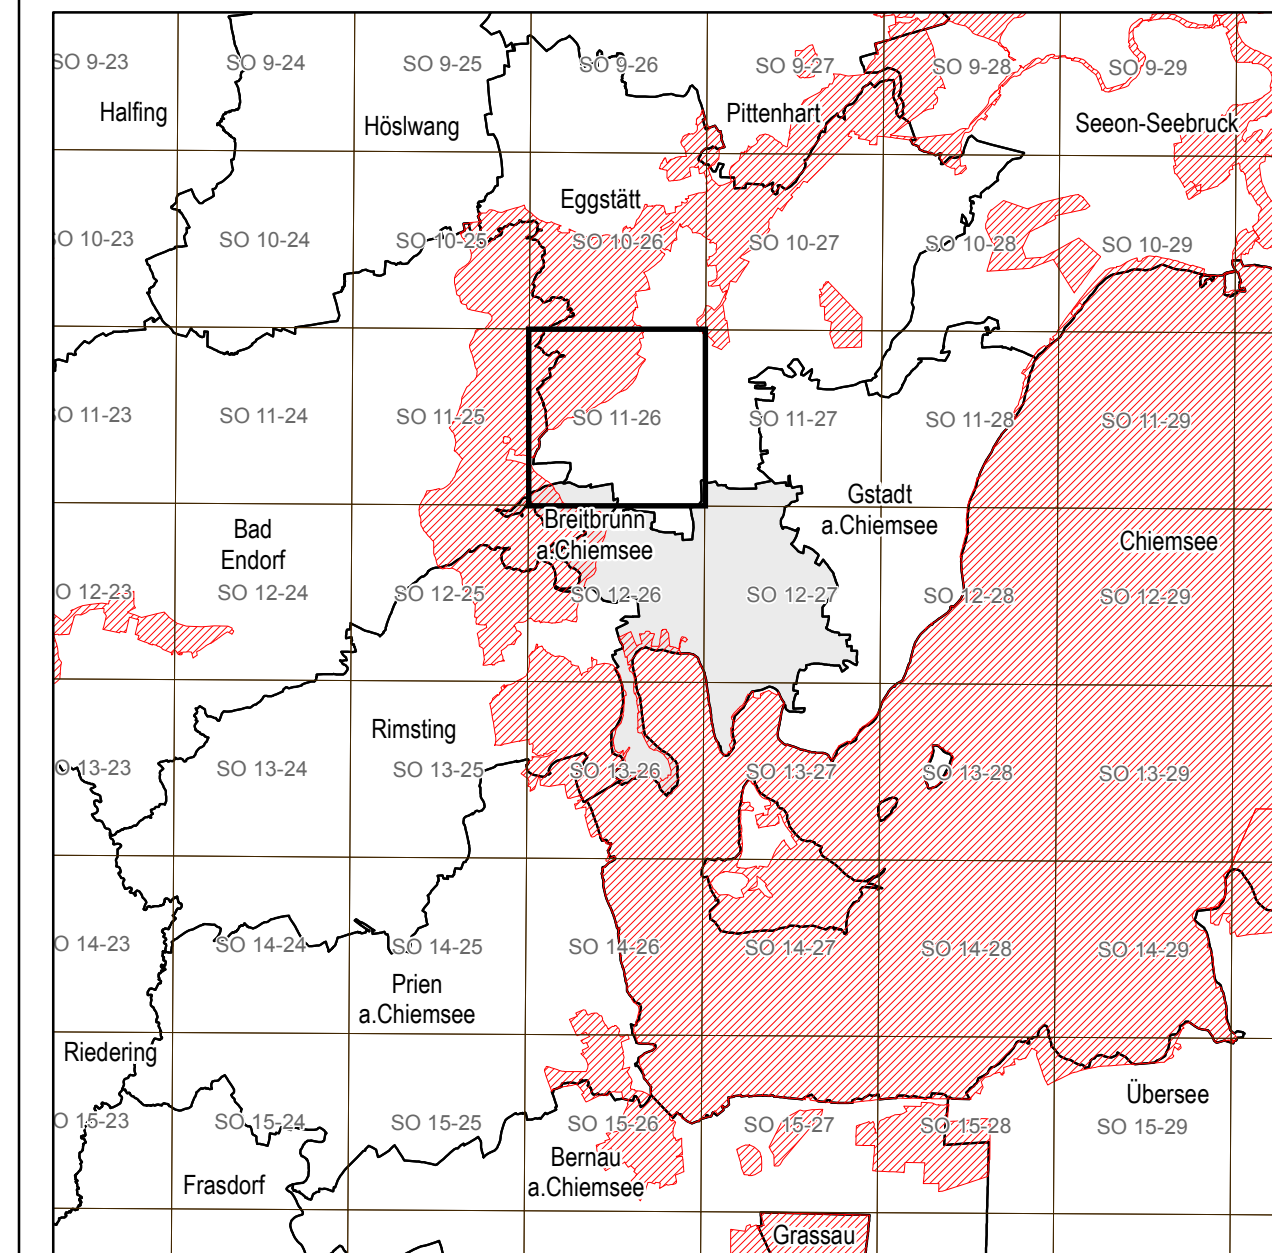 SO 9-23
SO 9-24
SO 9-25
SO 9-26
SO 9-27
SO 9-28
SO 9-29
Halfing
Höslwang
Pittenhart
Seeon-Seebruck
Eggstätt
SO 10-23
SO 10-24
SO 10-25
SO 10-26
SO 10-27
SO 10-28
SO 10-29
SO 11-23
SO 11-24
SO 11-25
SO 11-26
SO 11-27
SO 11-28
SO 11-29
Gstadt
a.Chiemsee
Breitbrunn
a.Chiemsee
Bad
Endorf
Chiemsee
O 12-23
SO 12-24
SO 12-25
SO 12-26
SO 12-27
SO 12-28
SO 12-29
Rimsting
O 13-23
SO 13-24
SO 13-25
SO 13-26
SO 13-27
SO 13-28
SO 13-29
O 14-23
SO 14-24
SO 14-25
SO 14-26
SO 14-27
SO 14-28
SO 14-29
Prien
a.Chiemsee
Riedering
Übersee
O 15-23
SO 15-24
SO 15-25
SO 15-26
SO 15-27
SO 15-28
SO 15-29
Bernau
a.Chiemsee
Frasdorf
Grassau